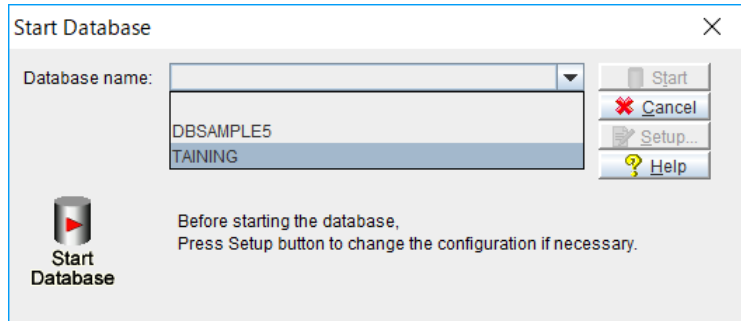 Start Database
Database name:
Start
Cancel
DBSAMPLE5
Setup...
TAINING
Help
Before starting the database,
Press Setup button to change the configuration if necessary.
Start
Database